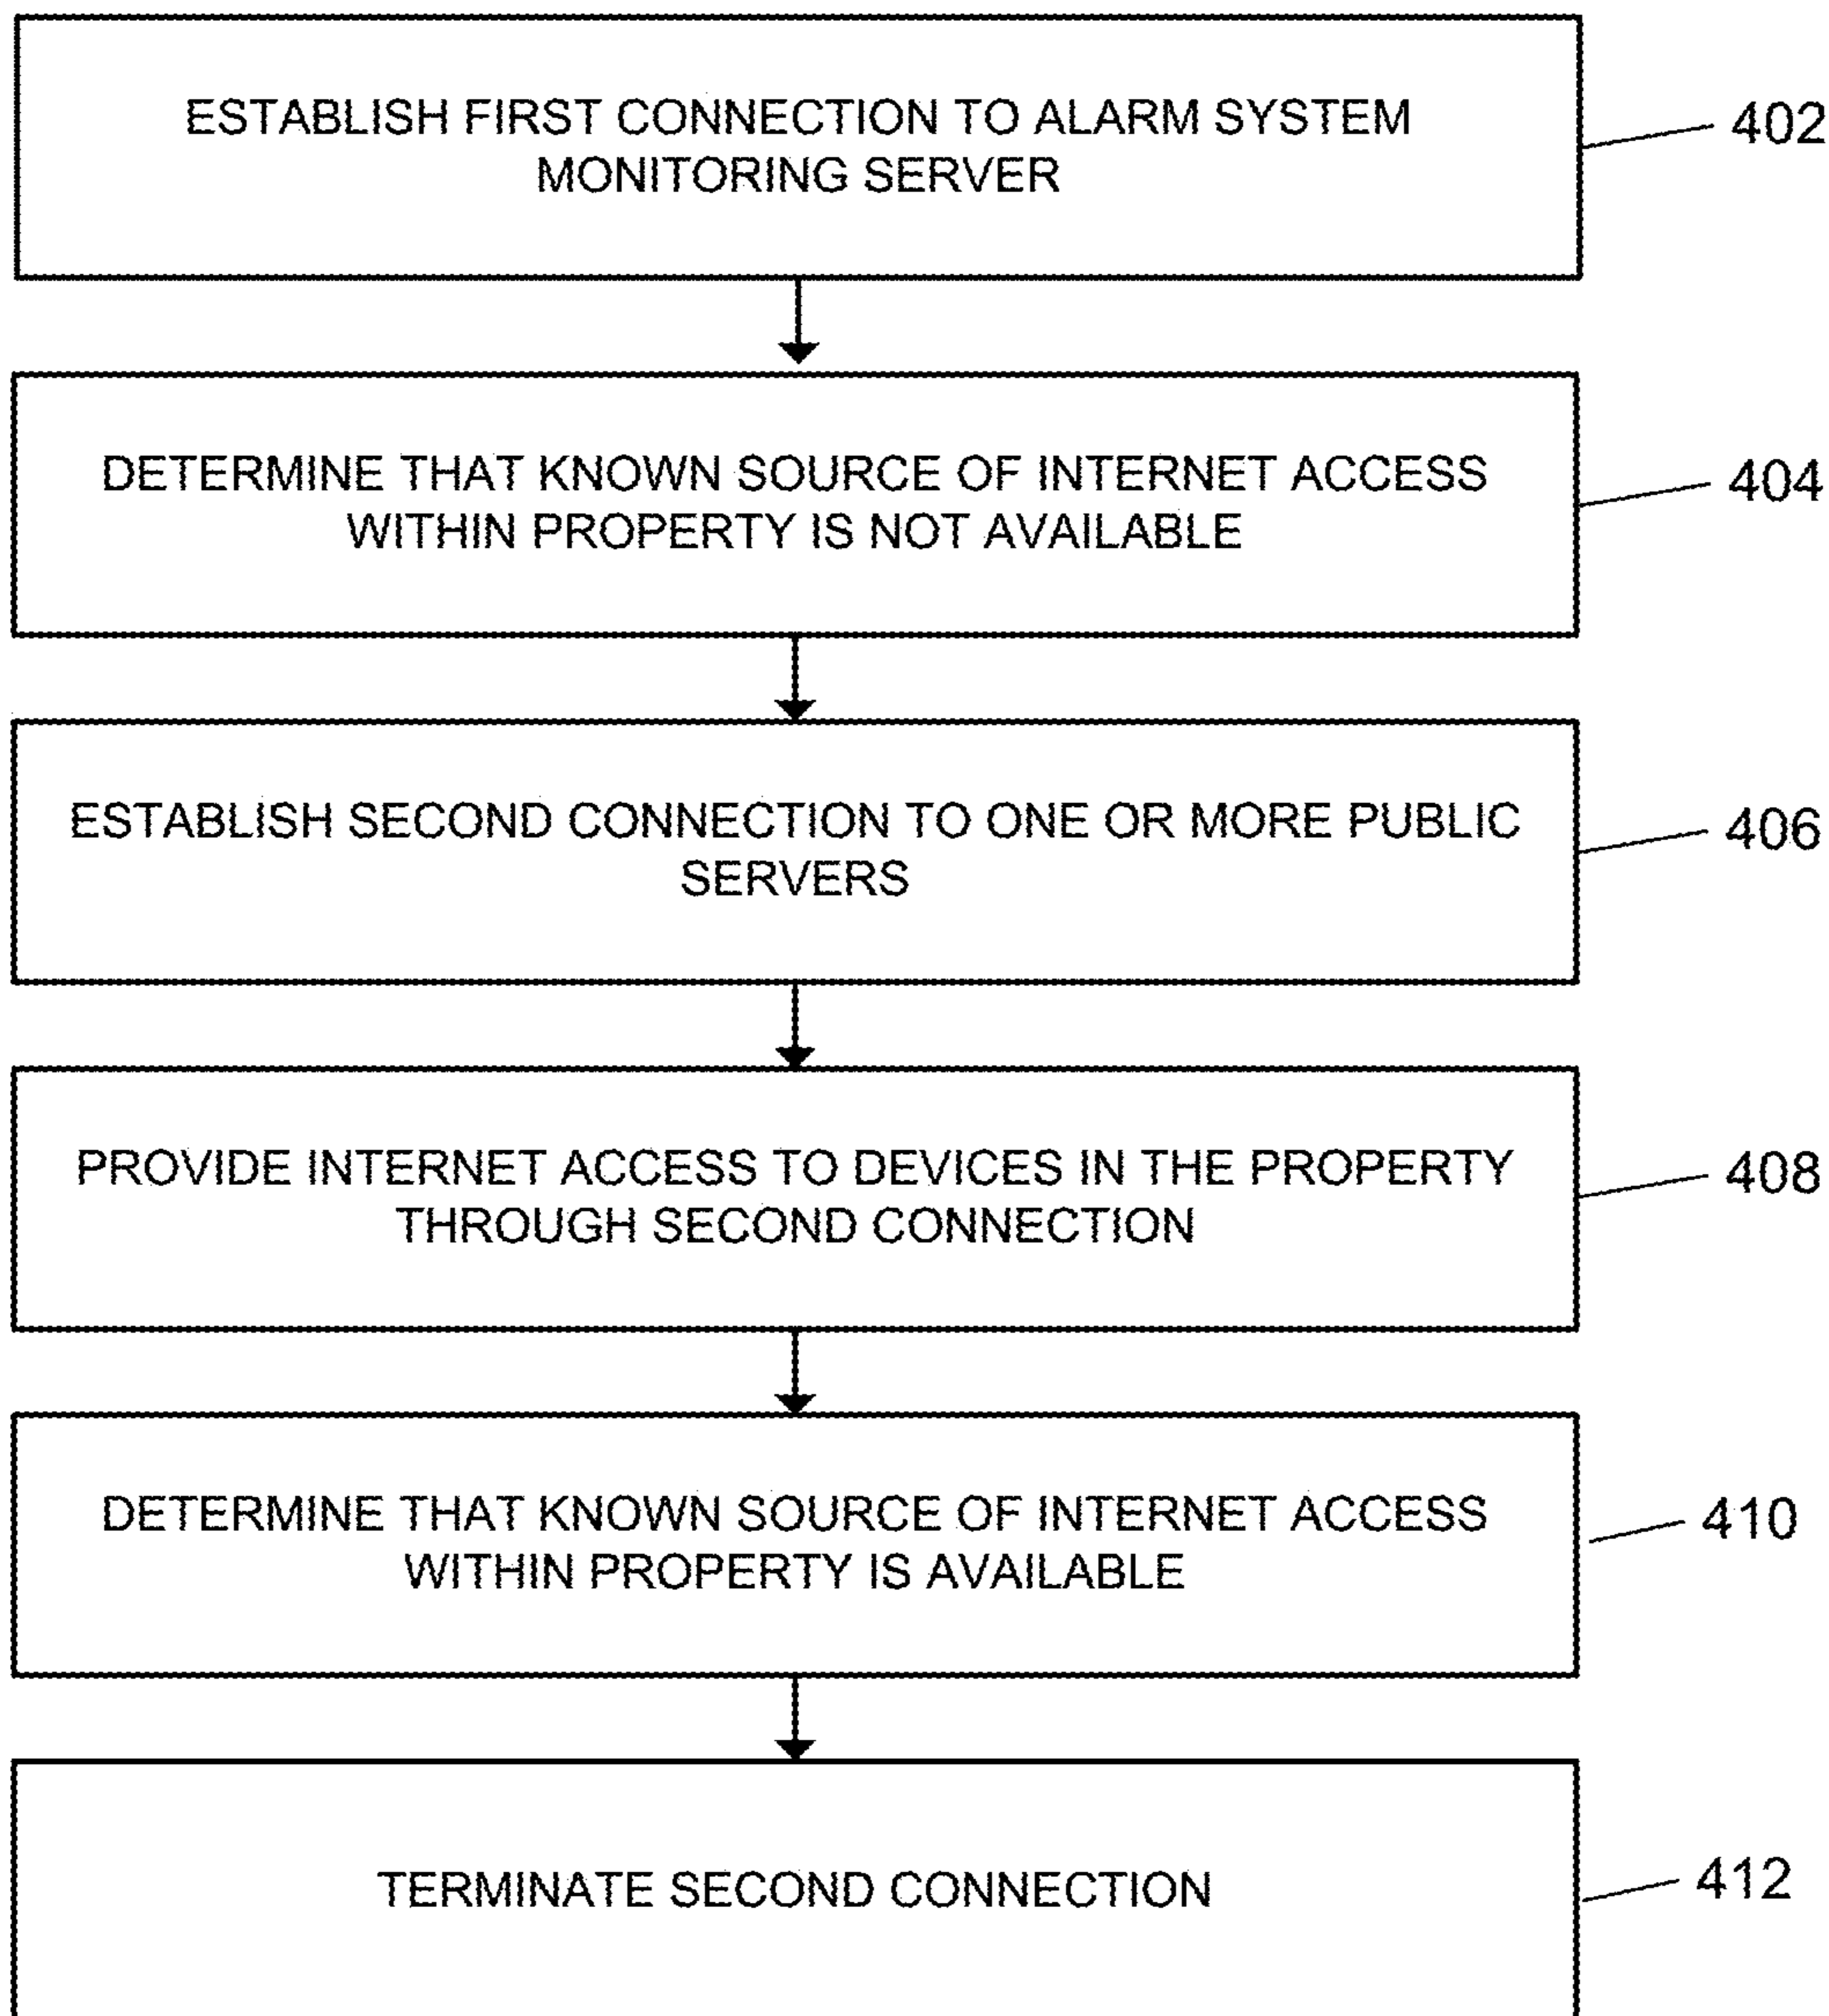 ESTABLISH FIRST CONNECTION TO ALARM SYSTEM
MONITORING SERVER
402
DETERMINE THAT KNOWN SOURCE OF INTERNET ACCESS
WITHIN PROPERTY IS NOT AVAILABLE
404
ESTABLISH SECOND CONNECTION TO ONE OR MORE PUBLIC
SERVERS
406
PROVIDE INTERNET ACCESS TO DEVICES IN THE PROPERTY
THROUGH SECOND CONNECTION
408
DETERMINE THAT KNOWN SOURCE OF INTERNET ACCESS
WITHIN PROPERTY IS AVAILABLE
410
TERMINATE SECOND CONNECTION
412